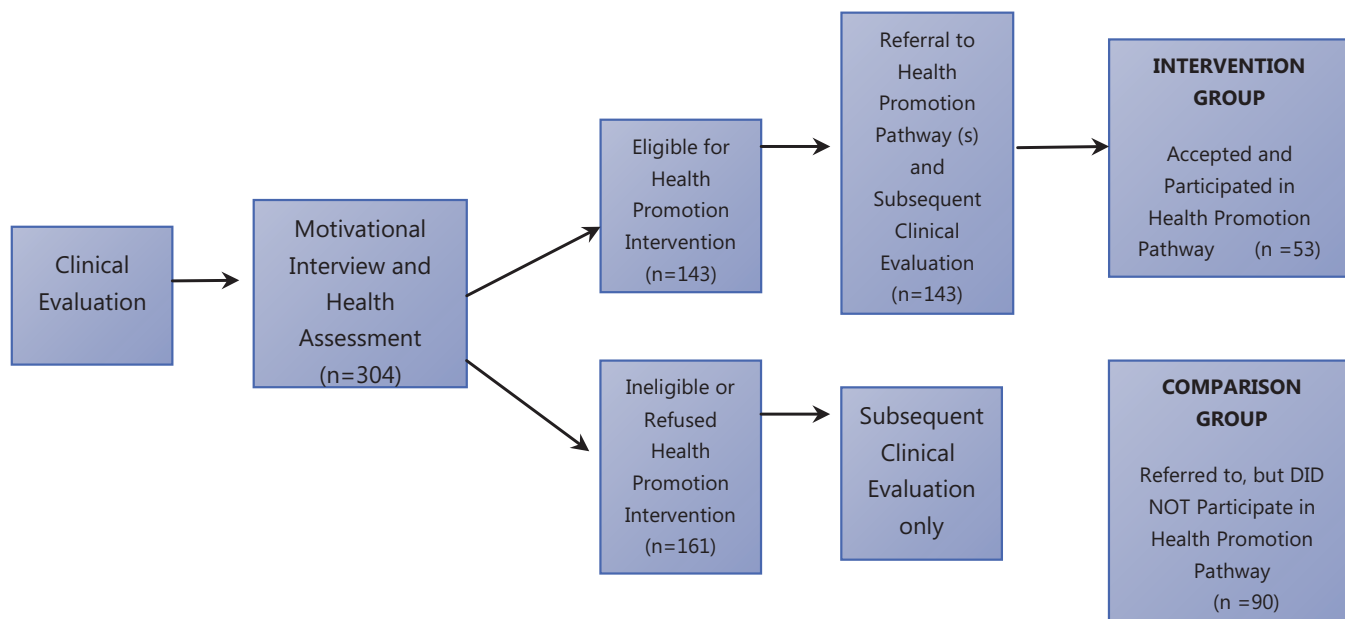 Clinical
Evaluation
Motivational
Interview and
Health
Assessment
(n=304)
Eligible for
Health
Promotion
Intervention
(n=143)
Referral to
Health
Promotion
Pathway (s)
and
Subsequent
Clinical
Evaluation
(n=143)
INTERVENTION
GROUP
Accepted and
Participated in
Health Promotion
Pathway (n =53)
Ineligible or
Refused
Health
Promotion
Intervention
(n=161)
Subsequent
Clinical
Evaluation
only
COMPARISON
GROUP
Referred to, but DID
NOT Participate in
Health Promotion
Pathway
(n =90)